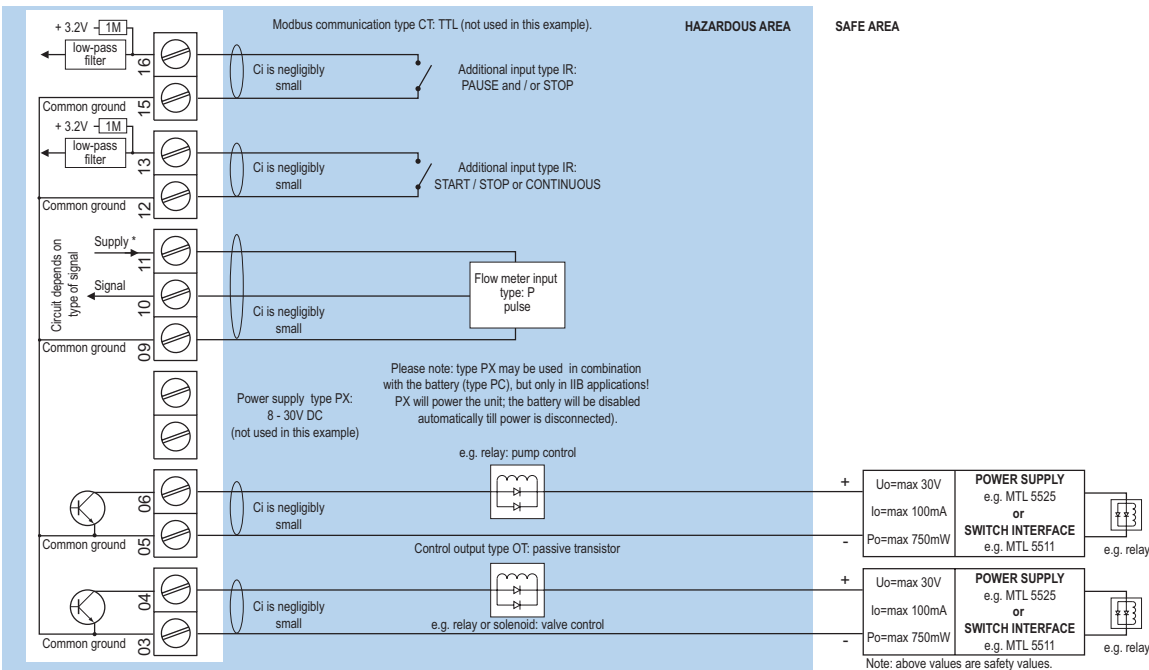 Modbus communication type CT: TTL (not used in this example).
HAZARDOUS AREA
SAFE AREA
+ 3.2V
1M
low-pass
filter
16
Ci is negligibly
small
Additional input type IR:
PAUSE and / or STOP
Common ground
15
+ 3.2V
1M
low-pass
filter
13
Ci is negligibly
small
Additional input type IR:
START / STOP or CONTINUOUS
Common ground
12
Circuit depends on
type of signal
Supply *
11
Signal
10
Flow meter input
type: P
pulse
Ci is negligibly
small
Common ground
09
Please note: type PX may be used in combination
with the battery (type PC), but only in IIB applications!
PX will power the unit; the battery will be disabled
automatically till power is disconnected).
Power supply type PX:
8 - 30V DC
(not used in this example)
e.g. relay: pump control
06
Ci is negligibly
small
Common ground
05
Control output type OT: passive transistor
+
-
Uo=max 30V
Io=max 100mA
Po=max 750mW
POWER SUPPLY
e.g. MTL 5525
or
SWITCH INTERFACE
e.g. MTL 5511
e.g. relay
04
Ci is negligibly
small
e.g. relay or solenoid: valve control
Common ground
03
+
-
Uo=max 30V
Io=max 100mA
Po=max 750mW
POWER SUPPLY
e.g. MTL 5525
or
SWITCH INTERFACE
e.g. MTL 5511
e.g. relay
Note: above values are safety values.